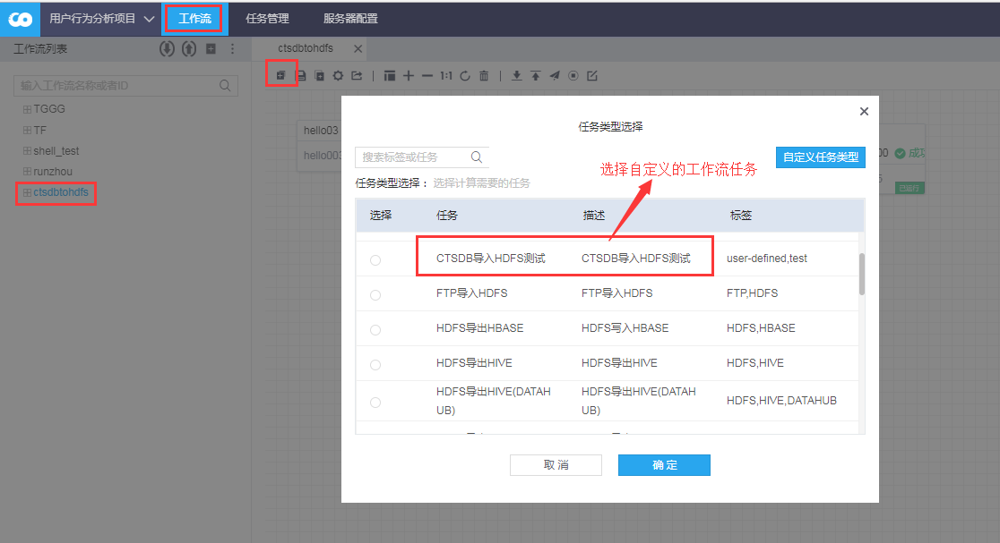 用户行为分析项目 工作流 任务管理 服务器配置
工作流列表
ctsdbtohdfs
输入工作流名称或者ID
1:1
TGGG
TF
shell_test
runzhou
ctsdbtohdfs
hello03
hello003
00 成功
已运行
任务类型选择
搜索标签或任务
自定义任务类型
选择自定义的工作流任务
任务类型选择： 选择计算需要的任务
选择 任务 描述 标签
CTSDB导入HDFS测试 CTSDB导入HDFS测试 user-defined,test
FTP导入HDFS FTP导入HDFS FTP,HDFS
HDFS导出HBASE HDFS写入HBASE HDFS,HBASE
HDFS导出HIVE HDFS导出HIVE HDFS,HIVE
HDFS导出HIVE(DATAH
UB)
HDFS导出HIVE(DATAH
UB)
HDFS,HIVE,DATAHUB
取 消 确 定